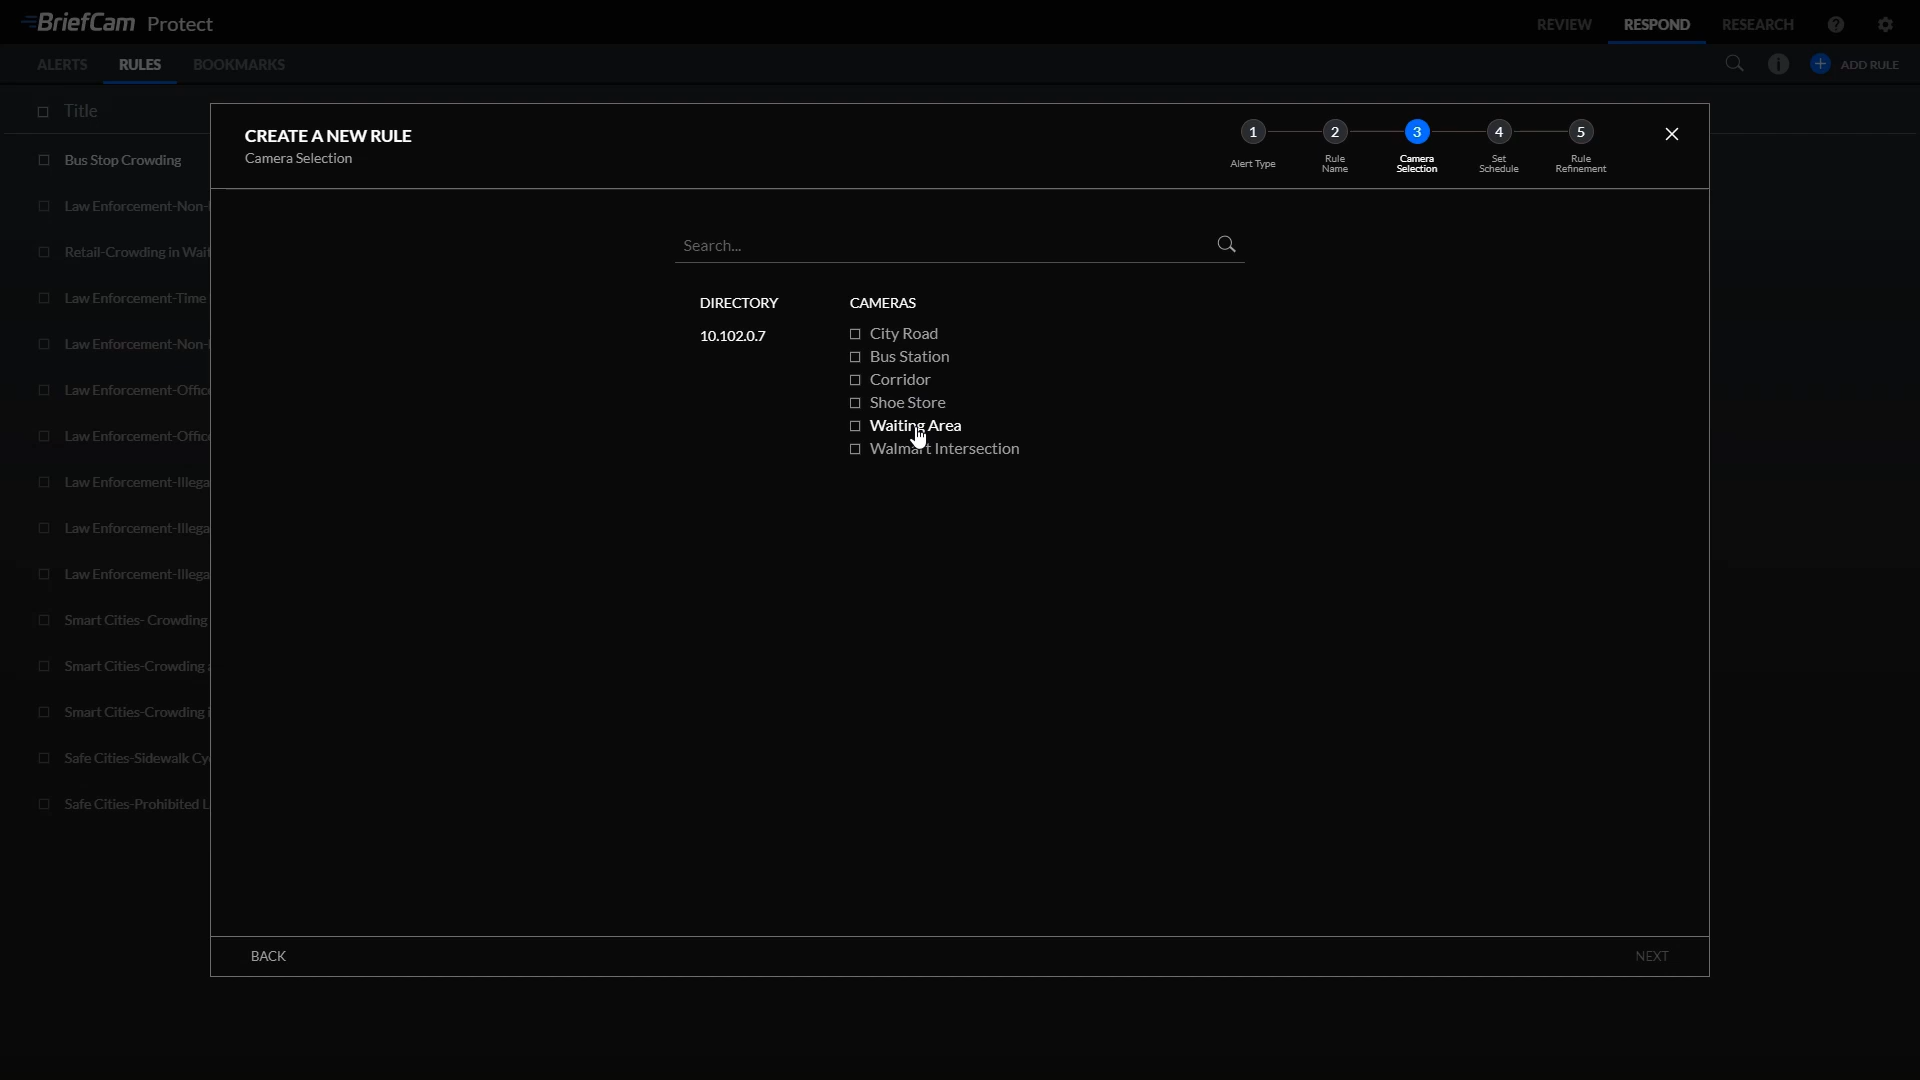 BriefCam Protect
REVIEW RESPOND RESEARCH ?
ALERTS RULES BOOKMARKS
i + ADD RULE
Title
CREATE A NEW RULE
Camera Selection
1 2 3 4 5
Alert Type
Rule Name
Camera Selection
Set Schedule
Rule Refinement
Bus Stop Crowding
Law Enforcement-Non-
Retail-Crowding in Wait
Law Enforcement-Time
Law Enforcement-Non-
Law Enforcement-Offic
Law Enforcement-Offic
Law Enforcement-Illega
Law Enforcement-Illega
Law Enforcement-Illega
Smart Cities- Crowding
Smart Cities-Crowding
Smart Cities-Crowding
Safe Cities-Sidewalk Cy
Safe Cities-Prohibited L
Search...
DIRECTORY
10.102.0.7
CAMERAS
City Road
Bus Station
Corridor
Shoe Store
Waiting Area
Walmart Intersection
BACK
NEXT